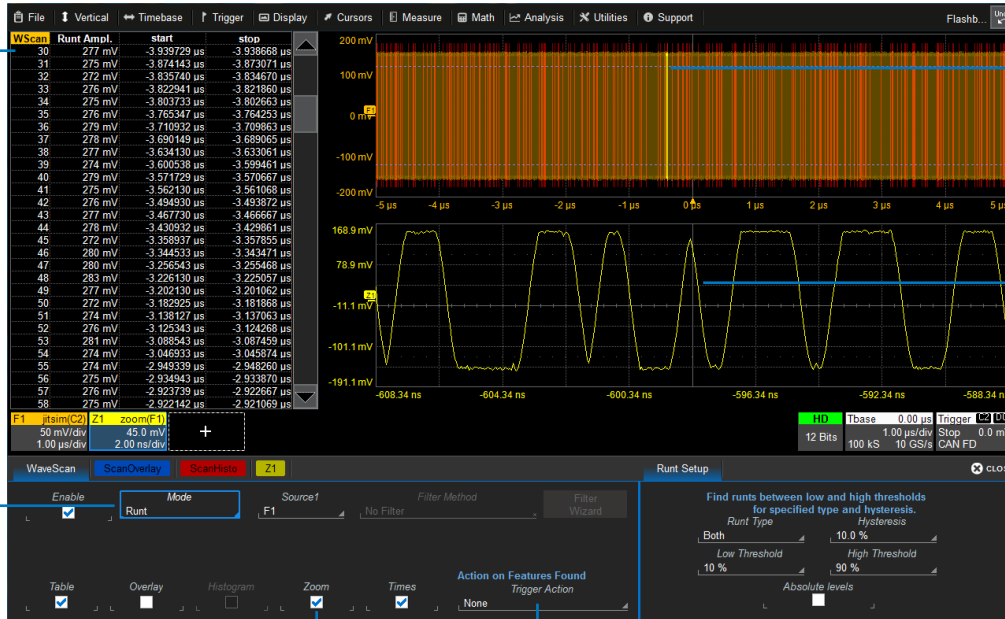 File Vertical Timebase Trigger Display Cursors Measure Math Analysis Utilities Support Flashb... Und
WScan Runt Ampl. start stop
30 277 mV -3.939729 µs -3.938668 µs
31 275 mV -3.874143 µs -3.873071 µs
32 272 mV -3.835740 µs -3.834670 µs
33 276 mV -3.822941 µs -3.821860 µs
34 275 mV -3.803733 µs -3.802663 µs
35 276 mV -3.765347 µs -3.764253 µs
36 279 mV -3.710932 µs -3.709863 µs
37 278 mV -3.690149 µs -3.689065 µs
38 277 mV -3.634130 µs -3.633061 µs
39 274 mV -3.600538 µs -3.599461 µs
40 279 mV -3.571729 µs -3.570667 µs
41 275 mV -3.562130 µs -3.561068 µs
42 276 mV -3.494930 µs -3.493872 µs
43 277 mV -3.467730 µs -3.466667 µs
44 278 mV -3.430932 µs -3.429861 µs
45 272 mV -3.358937 µs -3.357855 µs
46 280 mV -3.344533 µs -3.343471 µs
47 280 mV -3.256543 µs -3.255468 µs
48 283 mV -3.226130 µs -3.225057 µs
49 277 mV -3.202130 µs -3.201062 µs
50 272 mV -3.182925 µs -3.181868 µs
51 274 mV -3.138127 µs -3.137063 µs
52 276 mV -3.125343 µs -3.124268 µs
53 281 mV -3.088543 µs -3.087459 µs
54 274 mV -3.046933 µs -3.045874 µs
55 274 mV -2.949339 µs -2.948260 µs
56 275 mV -2.934943 µs -2.933870 µs
57 276 mV -2.923739 µs -2.922667 µs
58 275 mV -2.922142 µs -2.921069 µs
200 mV
100 mV
F1
0 mV
-100 mV
-200 mV
-5 µs -4 µs -3 µs -2 µs -1 µs 0 µs 1 µs 2 µs 3 µs 4 µs 5 µs
168.9 mV
78.9 mV
Z1
-11.1 mV
-101.1 mV
-191.1 mV
-608.34 ns -604.34 ns -600.34 ns -596.34 ns -592.34 ns -588.34 ns
F1 jitsim(C2) Z1 zoom(F1)
50 mV/div 45.0 mV
1.00 µs/div 2.00 ns/div
+
HD Tbase 0.00 µs Trigger C2 DC
12 Bits 1.00 µs/div Stop 0.0 m
100 kS 10 GS/s CAN FD
WaveScan ScanOverlay ScanHisto Z1 Runt Setup CLOS
Enable Mode Source1 Filter Method Filter Wizard
Runt F1 No Filter
Find runts between low and high thresholds
for specified type and hysteresis.
Runt Type Hysteresis
Both 10.0 %
Low Threshold High Threshold
10 % 90 %
Absolute levels
Action on Features Found
Table Overlay Histogram Zoom Times Trigger Action
None